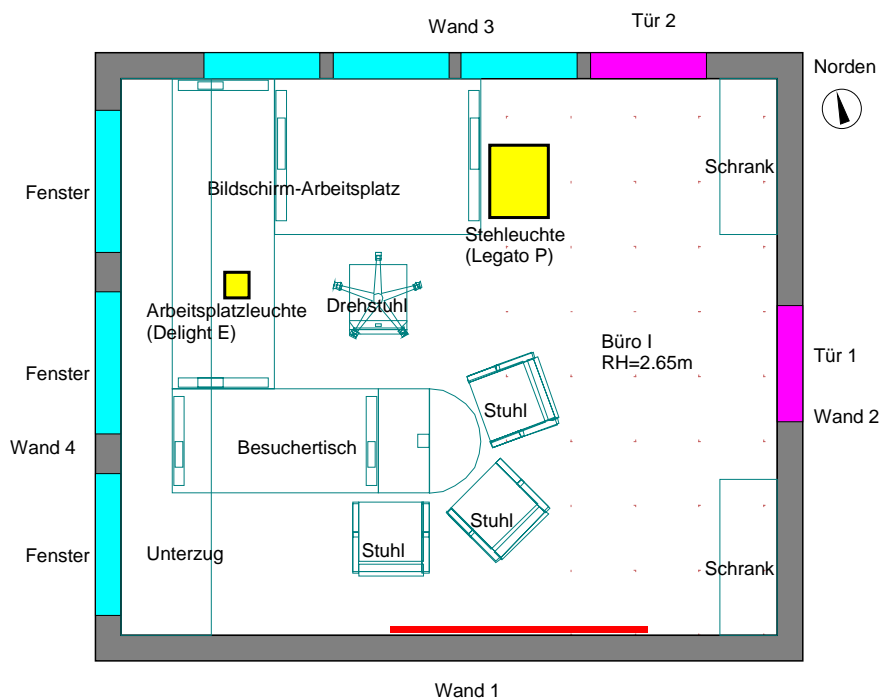 Wand 3
Tür 2
Norden
Fenster
Bildschirm-Arbeitsplatz
Schrank
Stehleuchte
(Legato P)
Arbeitsplatzleuchte
(Delight E)
Drehstuhl
Büro I
RH=2.65m
Tür 1
Fenster
Stuhl
Wand 2
Wand 4
Besuchertisch
Stuhl
Fenster
Unterzug
Stuhl
Schrank
Wand 1